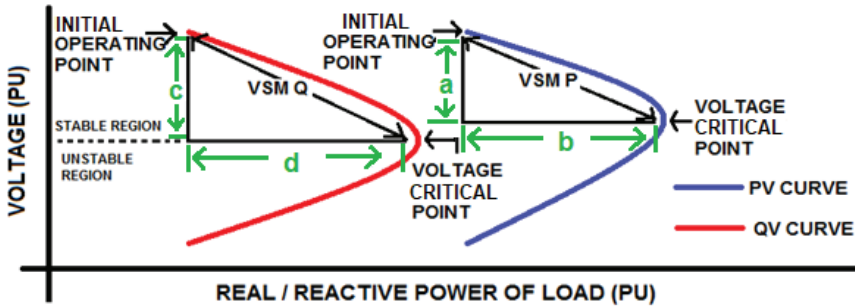 INITIAL
OPERATING
POINT
VSM Q
c
d
STABLE REGION
UNSTABLE
REGION
VOLTAGE
CRITICAL
POINT
INITIAL
OPERATING
POINT
VSM P
a
b
VOLTAGE
CRITICAL
POINT
PV CURVE
QV CURVE
VOLTAGE (PU)
REAL / REACTIVE POWER OF LOAD (PU)